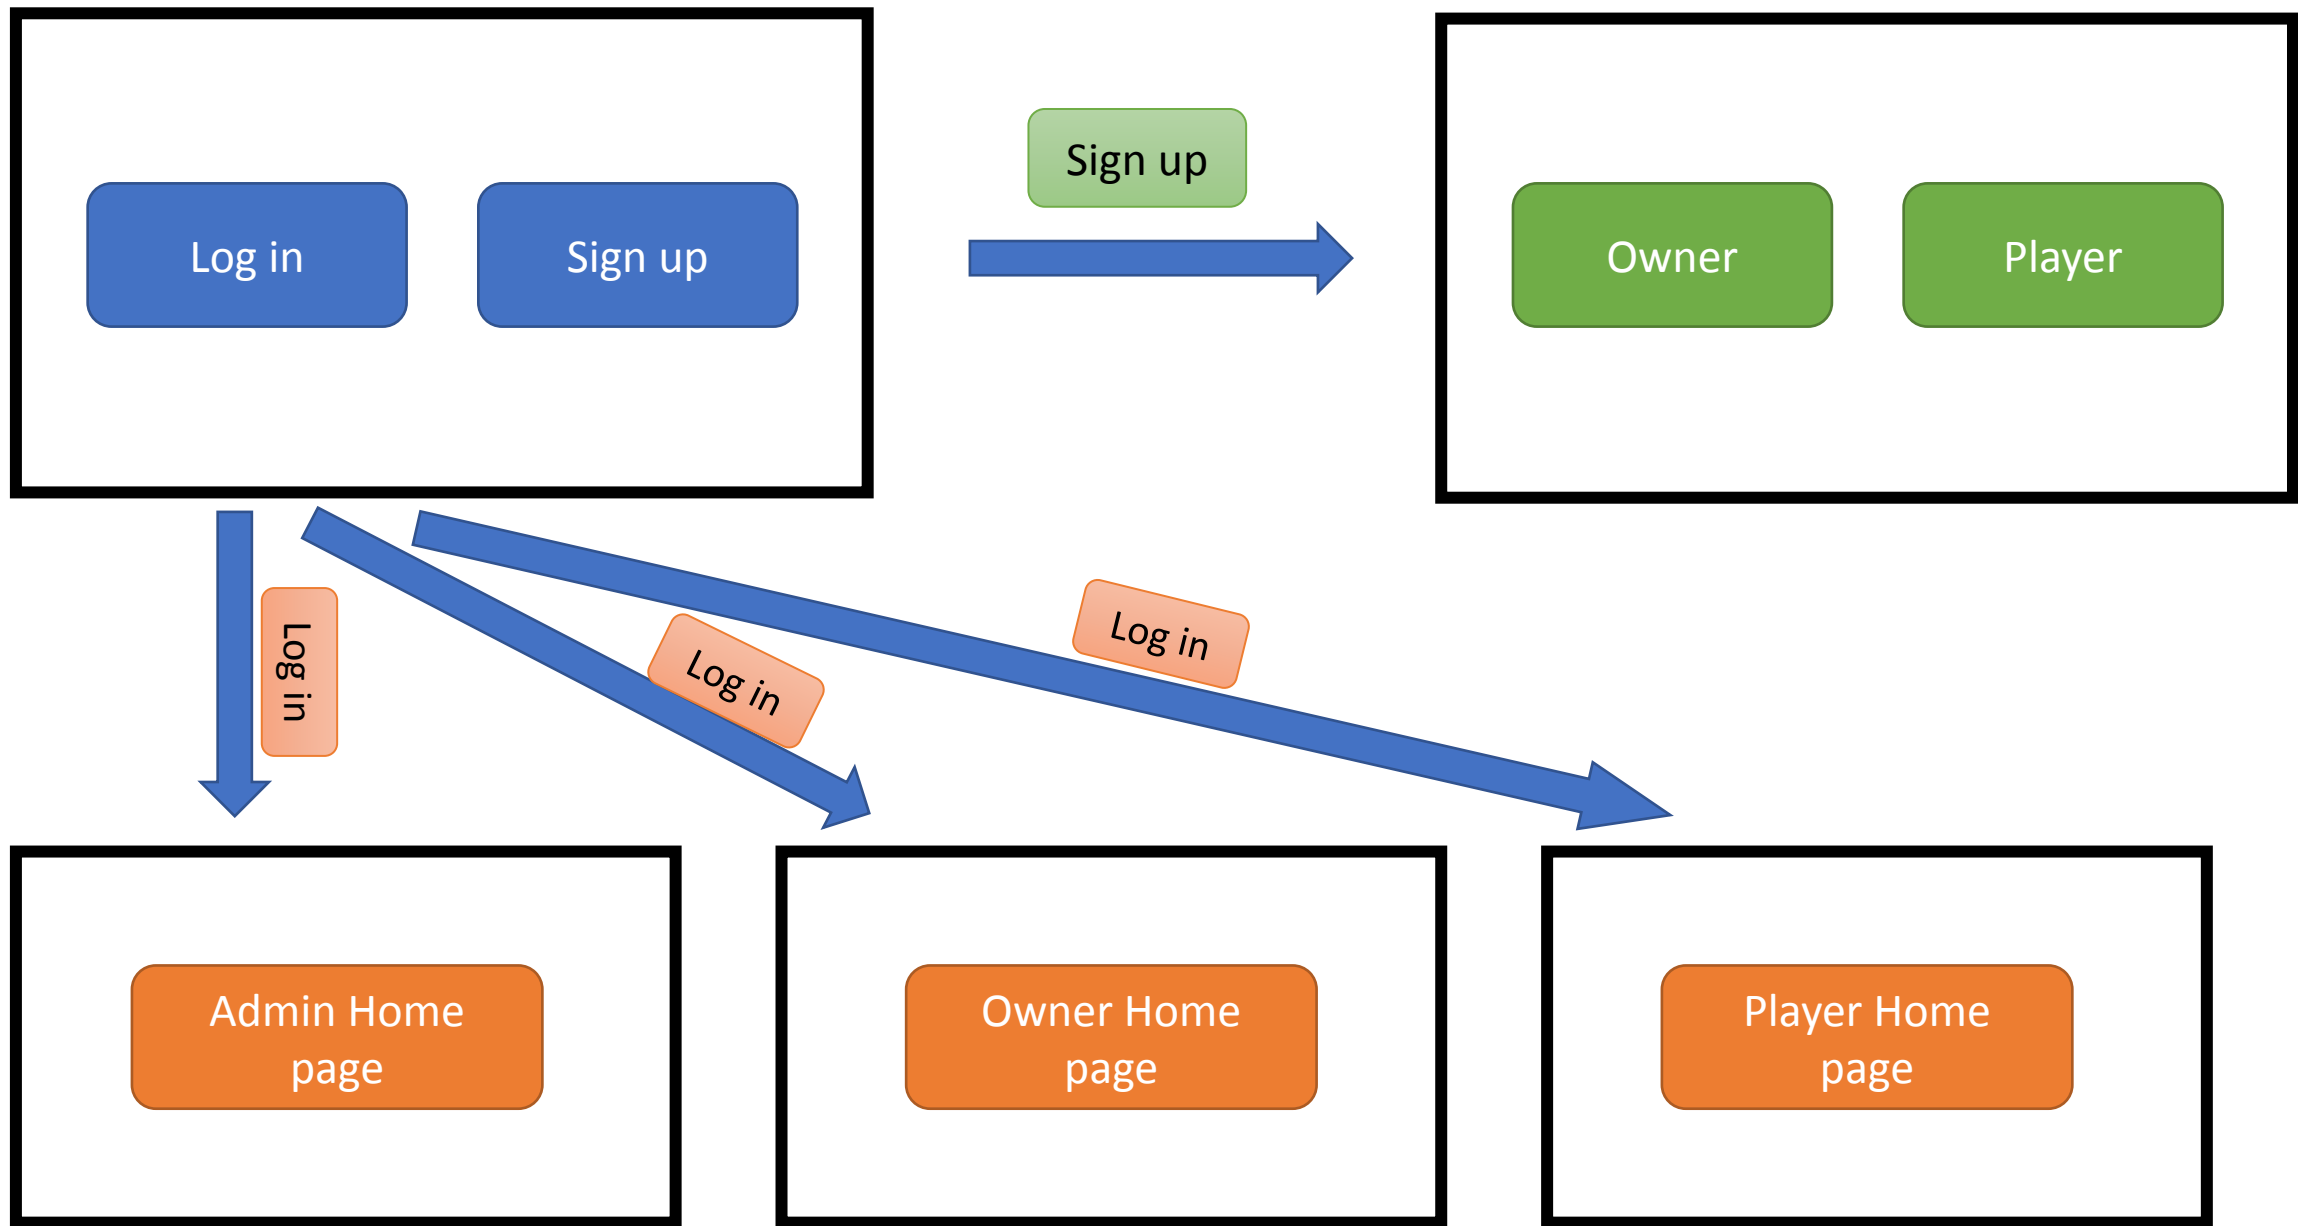 Log in
Sign up
Sign up
Owner
Player
Log in
Log in
Log in
Admin Home
page
Owner Home
page
Player Home
page